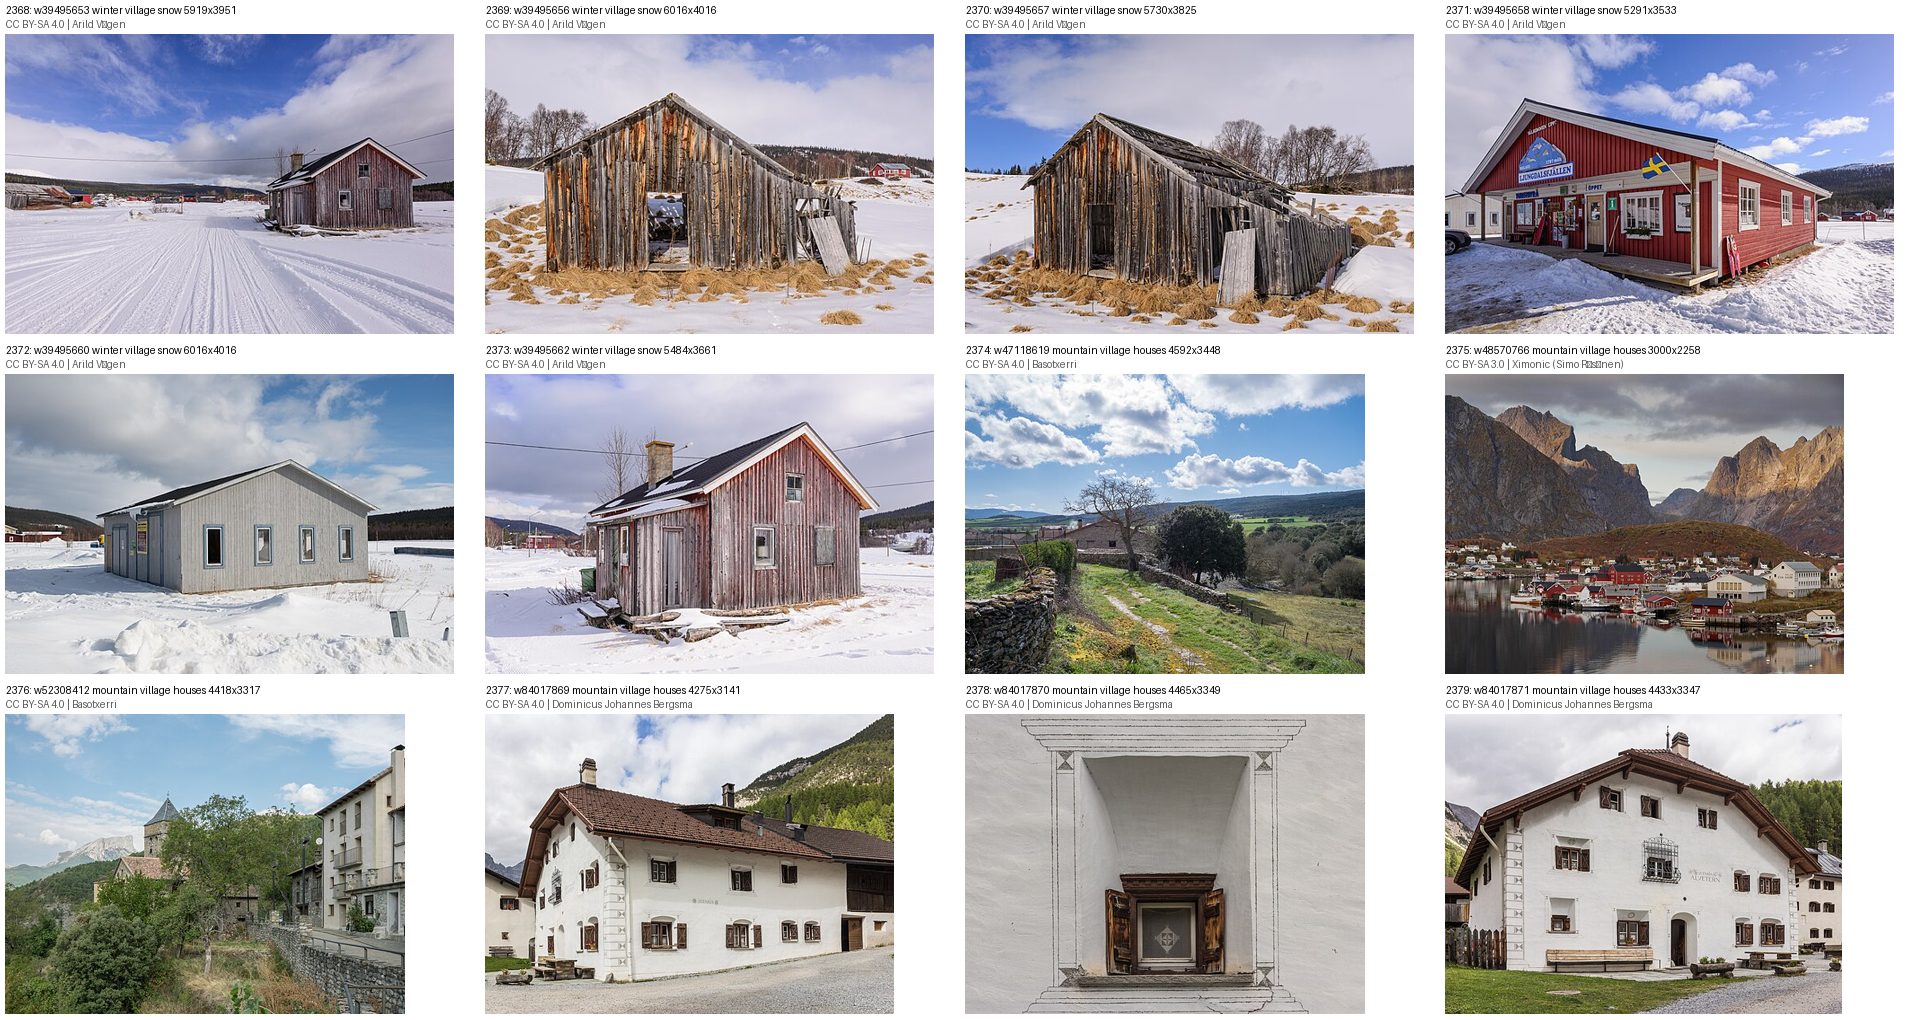 2368: w39495653 winter village snow 5919x3951
CC BY-SA 4.0 | Arild Vågen
2369: w39495656 winter village snow 6016x4016
CC BY-SA 4.0 | Arild Vågen
2370: w39495657 winter village snow 5730x3825
CC BY-SA 4.0 | Arild Vågen
2371: w39495658 winter village snow 5291x3533
CC BY-SA 4.0 | Arild Vågen
LJUNGDALSFJÄLLEN
ÖPPET
2372: w39495660 winter village snow 6016x4016
CC BY-SA 4.0 | Arild Vågen
2373: w39495662 winter village snow 5484x3661
CC BY-SA 4.0 | Arild Vågen
2374: w47118619 mountain village houses 4592x3448
CC BY-SA 4.0 | Basotxerri
2375: w48570766 mountain village houses 3000x2258
CC BY-SA 3.0 | Ximonic (Simo Räsänen)
2376: w52308412 mountain village houses 4418x3317
CC BY-SA 4.0 | Basotxerri
2377: w84017869 mountain village houses 4275x3141
CC BY-SA 4.0 | Dominicus Johannes Bergsma
2378: w84017870 mountain village houses 4465x3349
CC BY-SA 4.0 | Dominicus Johannes Bergsma
2379: w84017871 mountain village houses 4433x3347
CC BY-SA 4.0 | Dominicus Johannes Bergsma